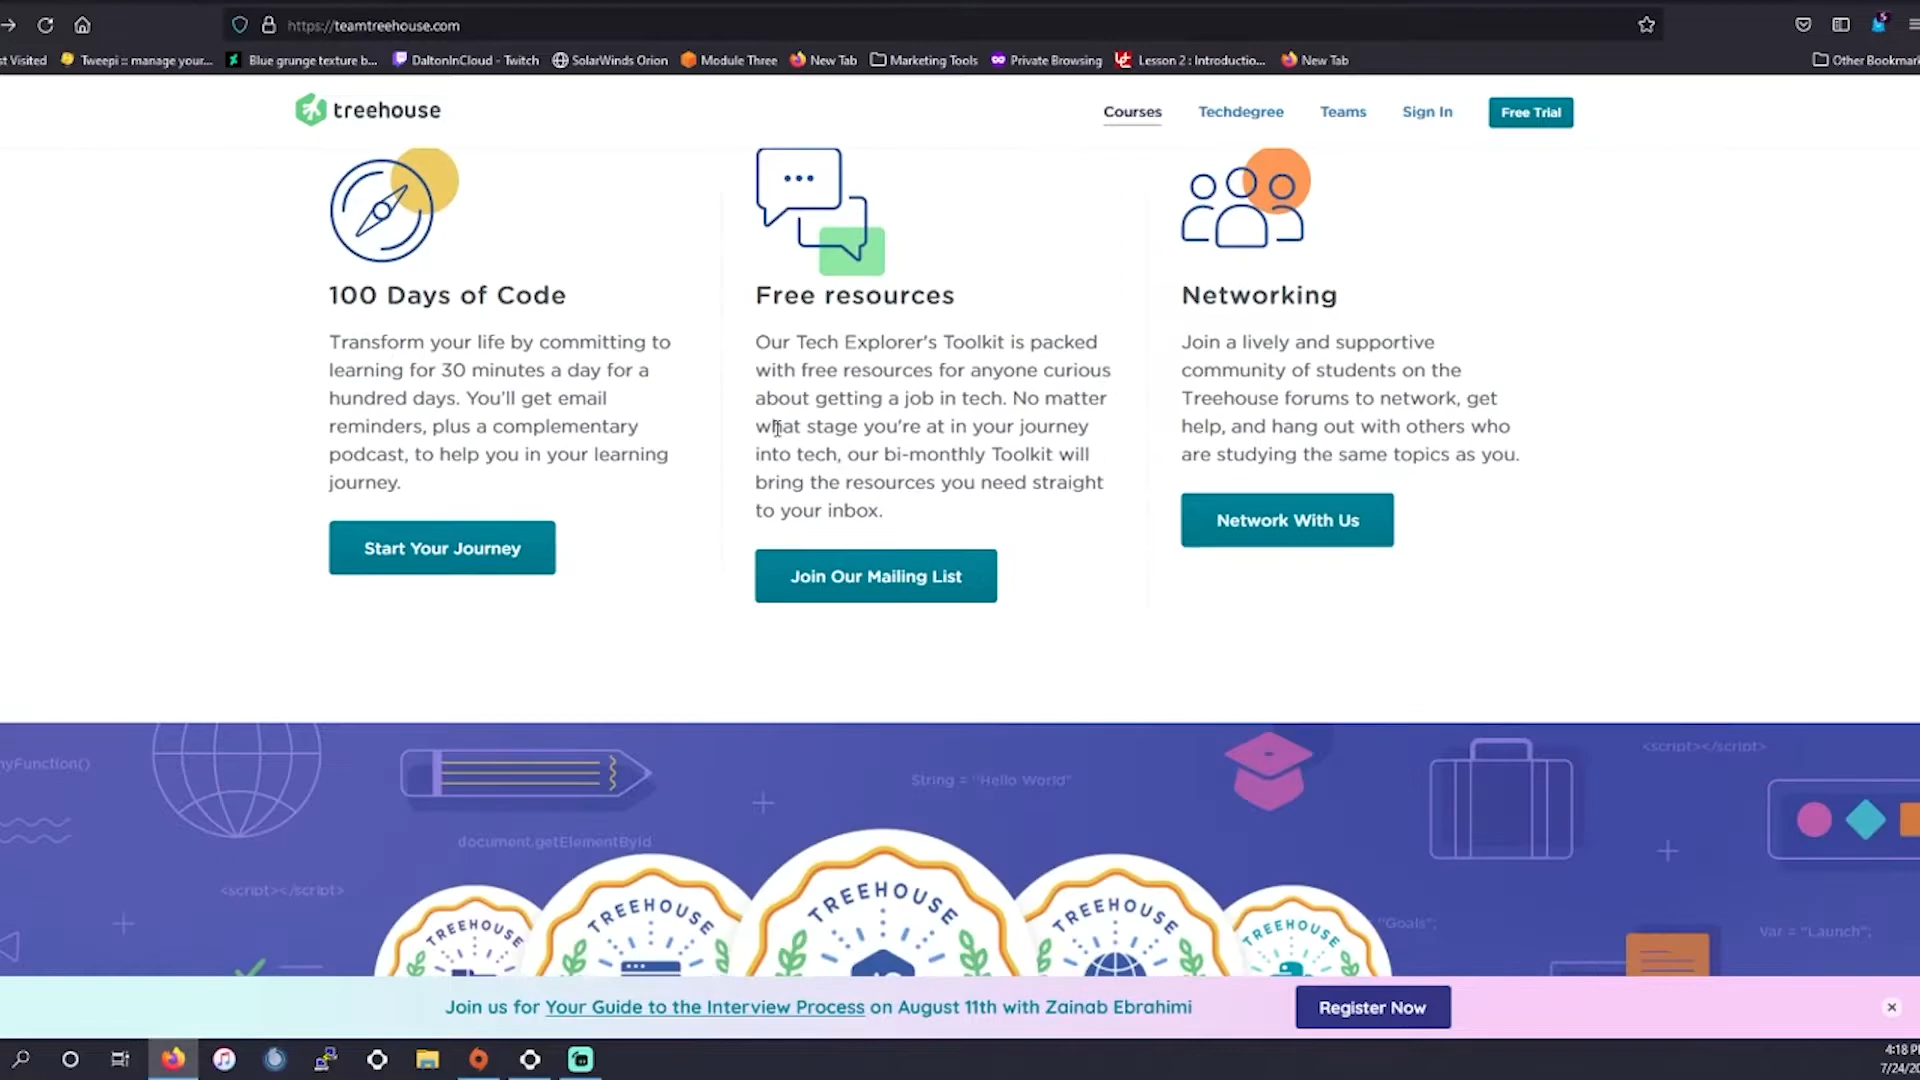 https://teamtreehouse.com
st Visited
Tweepi :: manage your...
Blue grunge texture b...
DaltonInCloud - Twitch
SolarWinds Orion
Module Three
New Tab
Marketing Tools
Private Browsing
Lesson 2 : Introductio...
New Tab
Other Bookmar
treehouse
Courses
Techdegree
Teams
Sign In
Free Trial
100 Days of Code
Transform your life by committing to
learning for 30 minutes a day for a
hundred days. You'll get email
reminders, plus a complementary
podcast, to help you in your learning
journey.
Start Your Journey
Free resources
Our Tech Explorer's Toolkit is packed
with free resources for anyone curious
about getting a job in tech. No matter
what stage you're at in your journey
into tech, our bi-monthly Toolkit will
bring the resources you need straight
to your inbox.
Join Our Mailing List
Networking
Join a lively and supportive
community of students on the
Treehouse forums to network, get
help, and hang out with others who
are studying the same topics as you.
Network With Us
yFunction()
String = "Hello World"
<script></script>
document.getElementById
<script></script>
"Goals";
Var = "Launch";
TREEHOUSE
TREEHOUSE
TREEHOUSE
TREEHOUSE
TREEHOUSE
Join us for Your Guide to the Interview Process on August 11th with Zainab Ebrahimi
Register Now
4:18 P
7/24/20